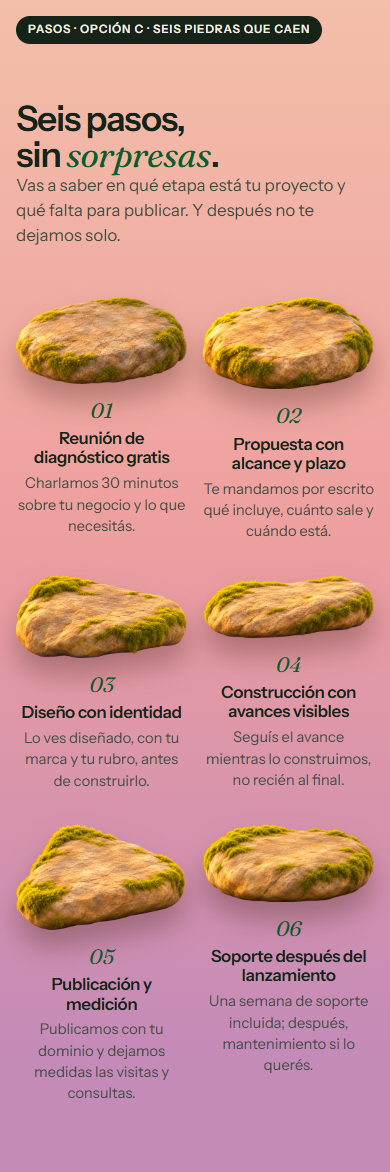 PASOS · OPCIÓN C · SEIS PIEDRAS QUE CAEN
Seis pasos,
sin sorpresas.
Vas a saber en qué etapa está tu proyecto y
qué falta para publicar. Y después no te
dejamos solo.
01
Reunión de
diagnóstico gratis
Charlamos 30 minutos
sobre tu negocio y lo que
necesitás.
02
Propuesta con
alcance y plazo
Te mandamos por escrito
qué incluye, cuánto sale y
cuándo está.
03
Diseño con identidad
Lo ves diseñado, con tu
marca y tu rubro, antes
de construirlo.
04
Construcción con
avances visibles
Seguís el avance
mientras lo construimos,
no recién al final.
05
Publicación y
medición
Publicamos con tu
dominio y dejamos
medidas las visitas y
consultas.
06
Soporte después del
lanzamiento
Una semana de soporte
incluida; después,
mantenimiento si lo
querés.